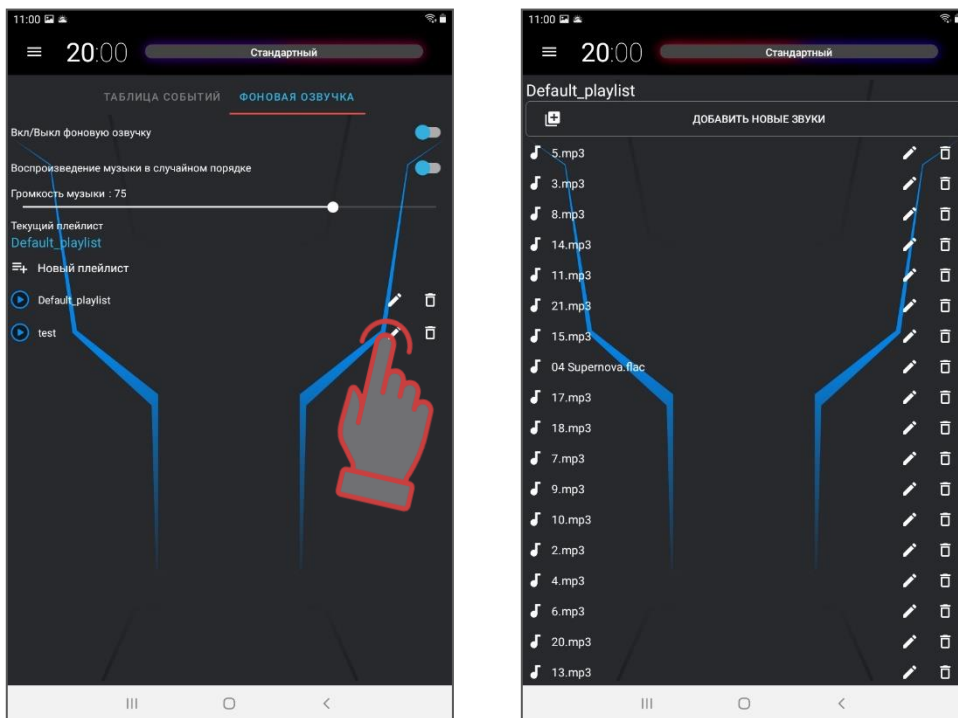 11:00
20:00
Стандартный
ТАБЛИЦА СОБЫТИЙ
ФОНОВАЯ ОЗВУЧКА
Вкл/Выкл фоновую озвучку
Воспроизведение музыки в случайном порядке
Громкость музыки : 75
Текущий плейлист
Default_playlist
Новый плейлист
Default_playlist
test
11:00
20:00
Стандартный
Default_playlist
ДОБАВИТЬ НОВЫЕ ЗВУКИ
5.mp3
3.mp3
8.mp3
14.mp3
11.mp3
21.mp3
15.mp3
04 Supernova.flac
17.mp3
18.mp3
7.mp3
9.mp3
10.mp3
2.mp3
4.mp3
6.mp3
20.mp3
13.mp3